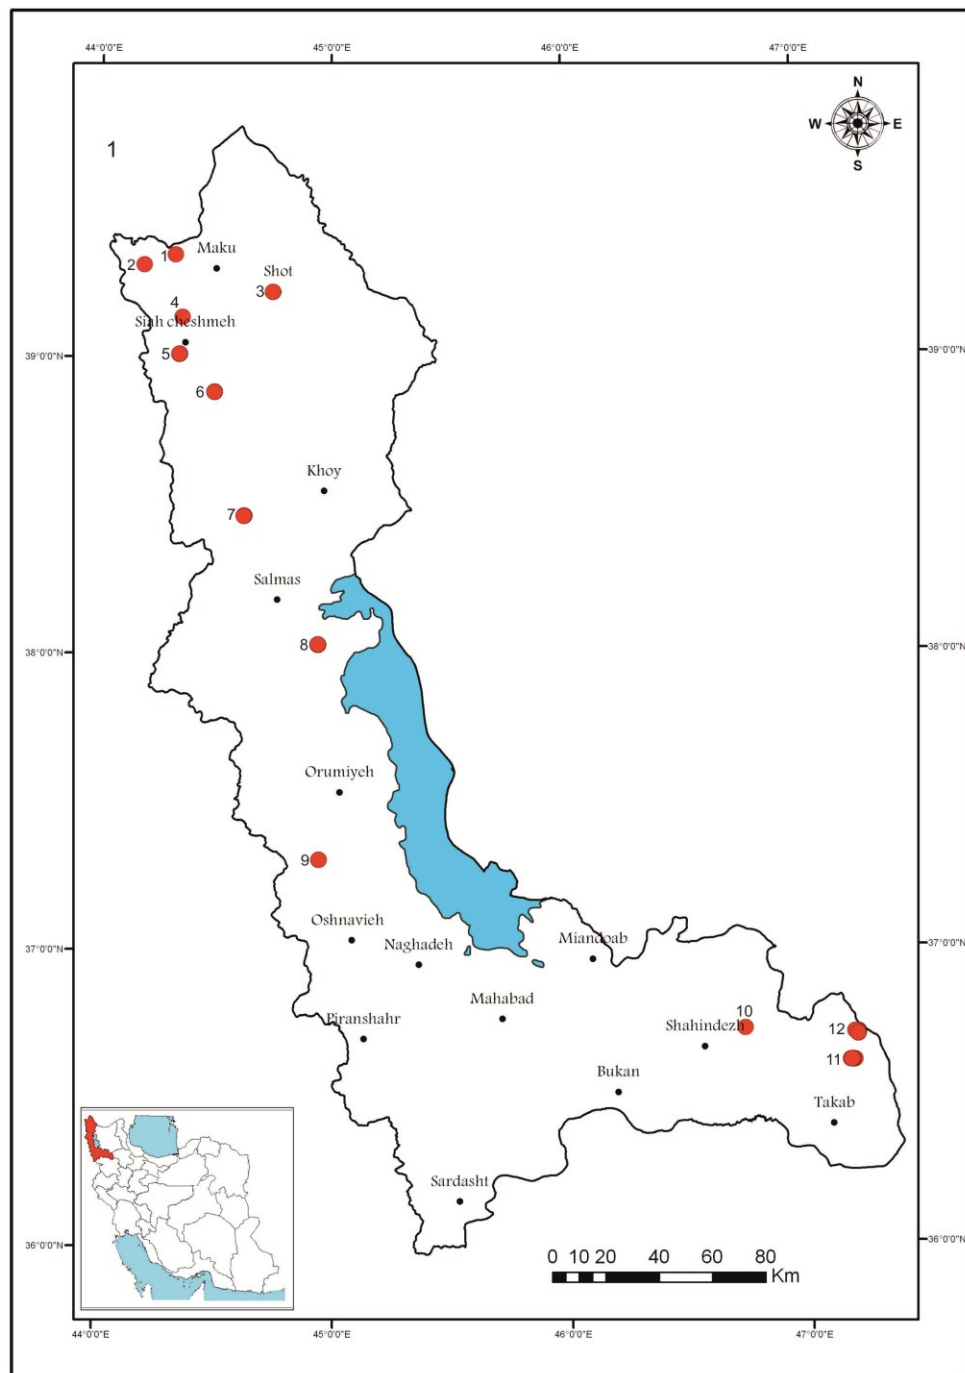 44°0'0"E 45°0'0"E 46°0'0"E 47°0'0"E
N
W E
S
1
Maku
1
2
Shot
3
4
Siah cheshmeh
39°0'0"N 39°0'0"N
5
6
Khoy
7
Salmas
8
38°0'0"N 38°0'0"N
Orumiyeh
9
Oshnavieh
Naghadeh
Miandoab
37°0'0"N 37°0'0"N
Mahabad
Piranshahr
Shahindezh
10
12
11
Bukan
Takab
Sardasht
36°0'0"N 36°0'0"N
0 10 20 40 60 80
Km
44°0'0"E 45°0'0"E 46°0'0"E 47°0'0"E